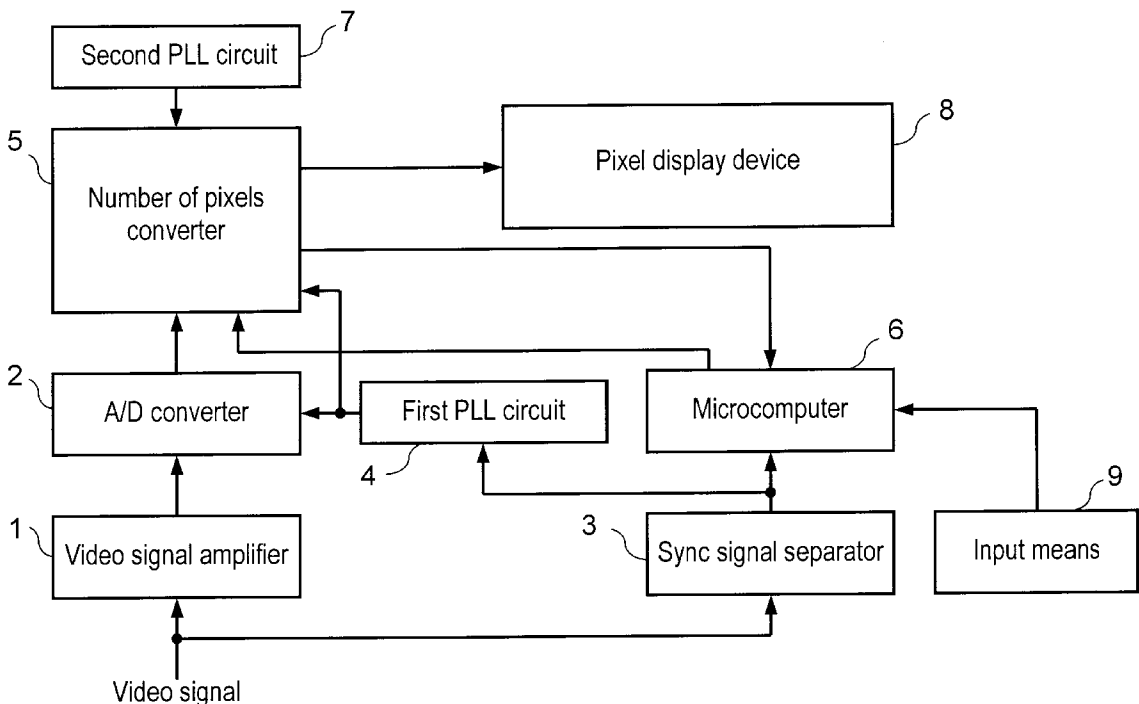 7
Second PLL circuit
5
8
Number of pixels
converter
Pixel display device
6
2
A/D converter
First PLL circuit
Microcomputer
4
1
3
9
Video signal amplifier
Sync signal separator
Input means
Video signal